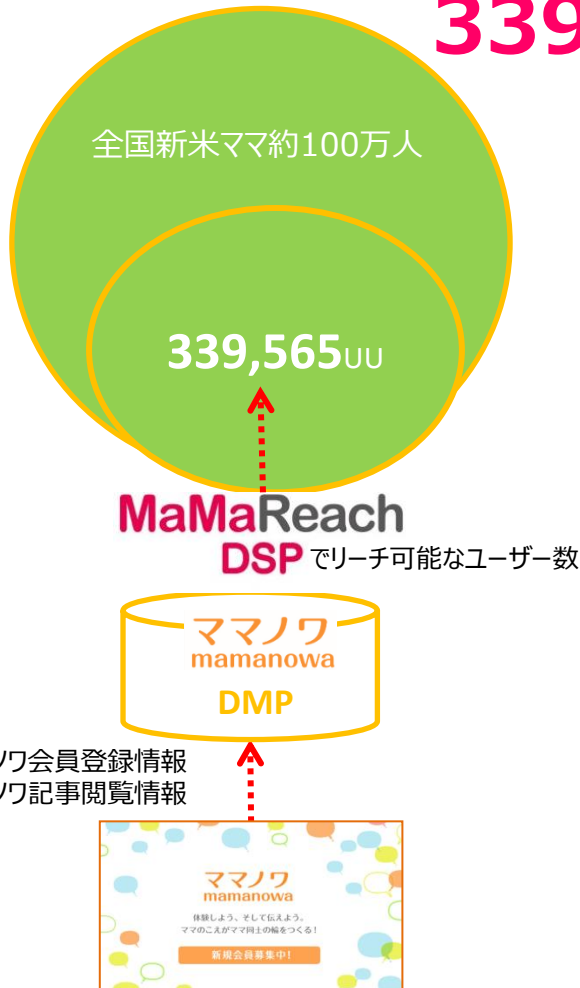 339
全国新米ママ約100万人
339,565UU
MaMaReach
DSPでリーチ可能なユーザー数
ママノワ
mamanowa
DMP
ノワ会員登録情報
ノワ記事閲覧情報
ママノワ
mamanowa
体験しよう、そして伝えよう。
ママのこえがママ同士の輪をつくる!
新規会員募集中!